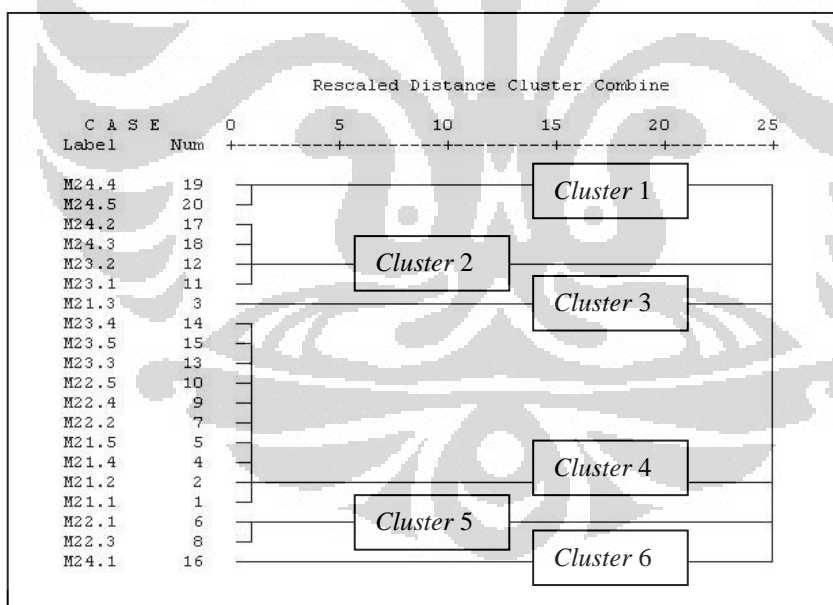 Rescaled Distance Cluster Combine
C A S E 0 5 10 15 20 25
Label Num +---------+---------+---------+---------+---------+
M24.4 19 Cluster 1
M24.5 20
M24.2 17
M24.3 18
M23.2 12 Cluster 2
M23.1 11
M21.3 3 Cluster 3
M23.4 14
M23.5 15
M23.3 13
M22.5 10
M22.4 9
M22.2 7
M21.5 5
M21.4 4 Cluster 4
M21.2 2
M21.1 1
M22.1 6 Cluster 5
M22.3 8
M24.1 16 Cluster 6